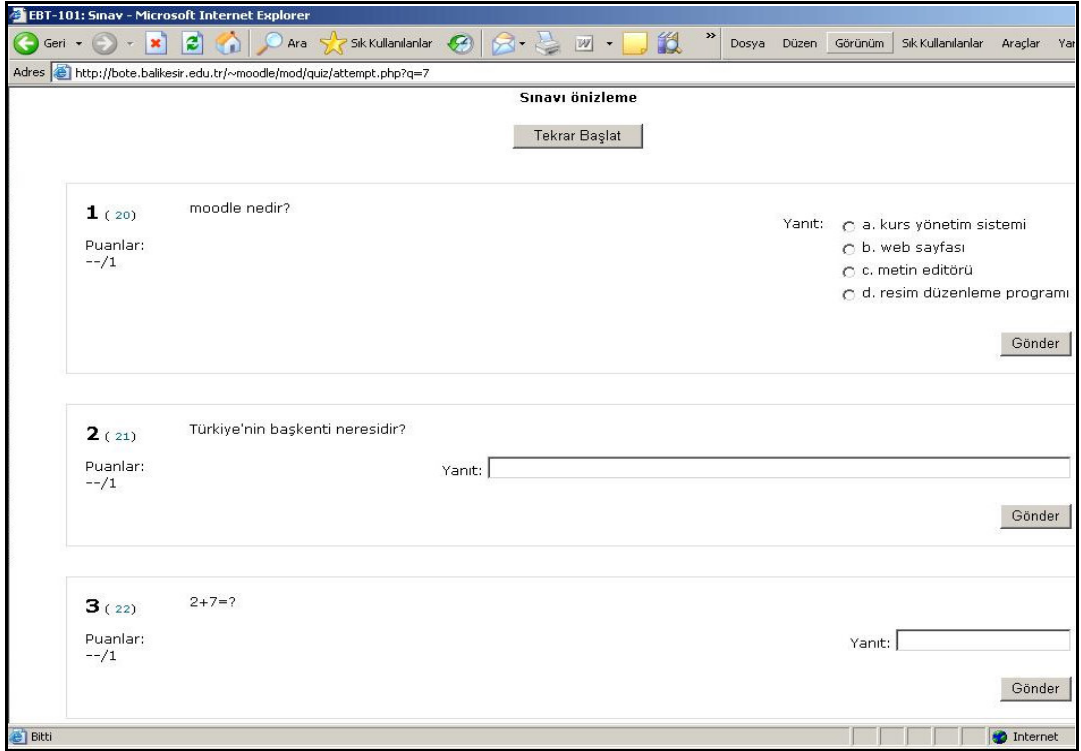 EBT-101: Sınav - Microsoft Internet Explorer
Geri Ara Sık Kullanılanlar » Dosya Düzen Görünüm Sık Kullanılanlar Araçlar
Adres http://bote.balikesir.edu.tr/~moodle/mod/quiz/attempt.php?q=7
Sınavı önizleme
Tekrar Başlat
1 ( 20) moodle nedir?
Puanlar:
--/1
Yanıt: a. kurs yönetim sistemi
b. web sayfası
c. metin editörü
d. resim düzenleme programı
Gönder
2 ( 21) Türkiye'nin başkenti neresidir?
Puanlar:
--/1
Yanıt:
Gönder
3 ( 22) 2+7=?
Puanlar:
--/1
Yanıt:
Gönder
Bitti Internet